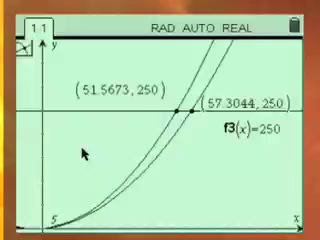 1.1 RAD AUTO REAL
y
(51.5673,250)
(57.3044,250)
f3(x)=250
5
x